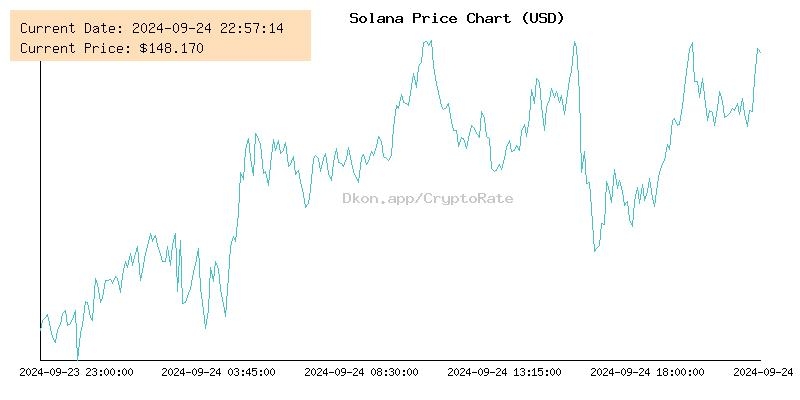 Solana Price Chart (USD)
Current Date: 2024-09-24 22:57:14
Current Price: $148.170
Dkon.app/CryptoRate
2024-09-23 23:00:00
2024-09-24 03:45:00
2024-09-24 08:30:00
2024-09-24 13:15:00
2024-09-24 18:00:00
2024-09-24